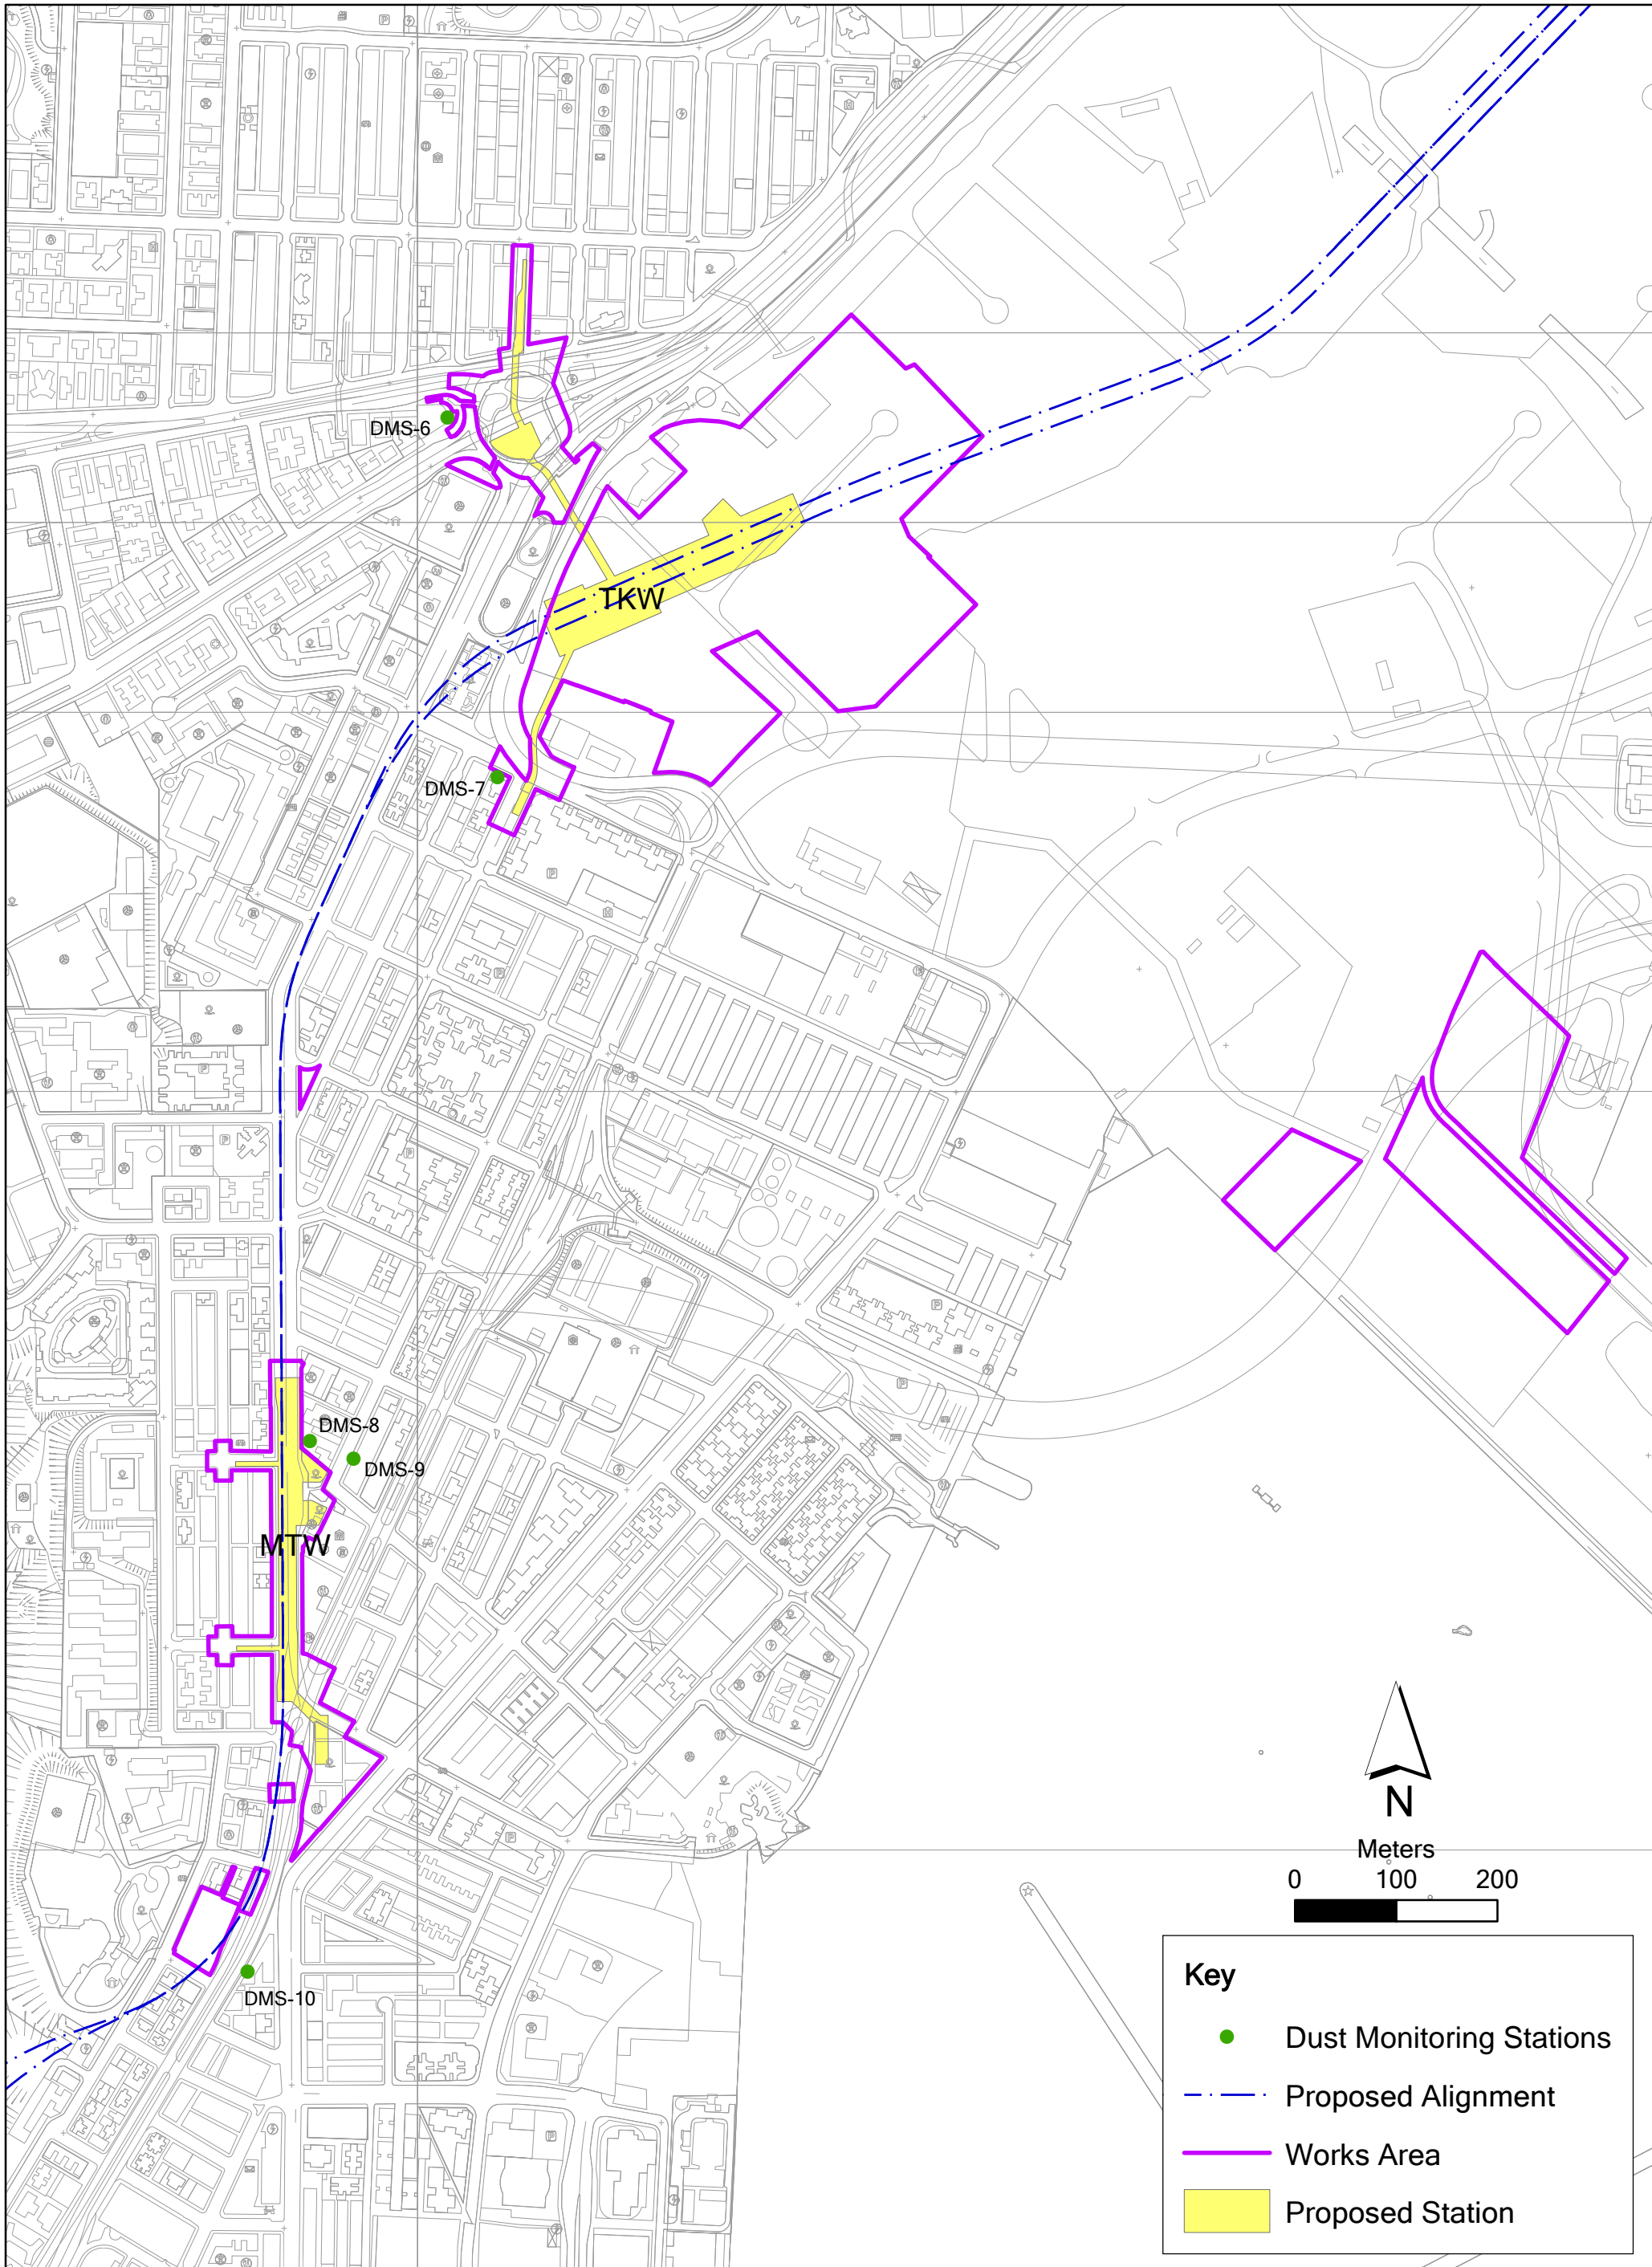 DMS-6
TKW
DMS-7
DMS-8
DMS-9
MTW
DMS-10
N
Meters
0 100 200
Key
Dust Monitoring Stations
Proposed Alignment
Works Area
Proposed Station